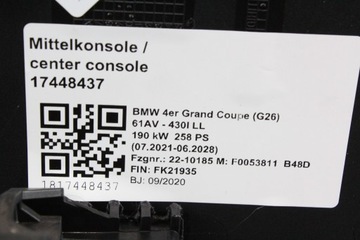 Mittelkonsole /
center console
17448437
BMW 4er Grand Coupe (G26)
61AV - 430I LL
190 kW 258 PS
(07.2021-06.2028)
Fzgnr.: 22-10185 M: F0053811 B48D
FIN: FK21935
BJ: 09/2020
1817448437